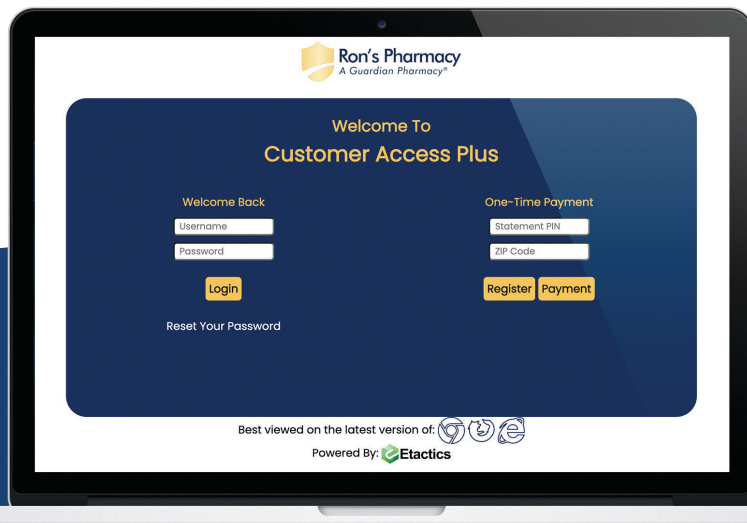 Ron's Pharmacy
A Guardian Pharmacy®
Welcome To
Customer Access Plus
Welcome Back
Username
Password
Login
Reset Your Password
One-Time Payment
Statement PIN
ZIP Code
Register Payment
Best viewed on the latest version of:
Powered By: Etactics